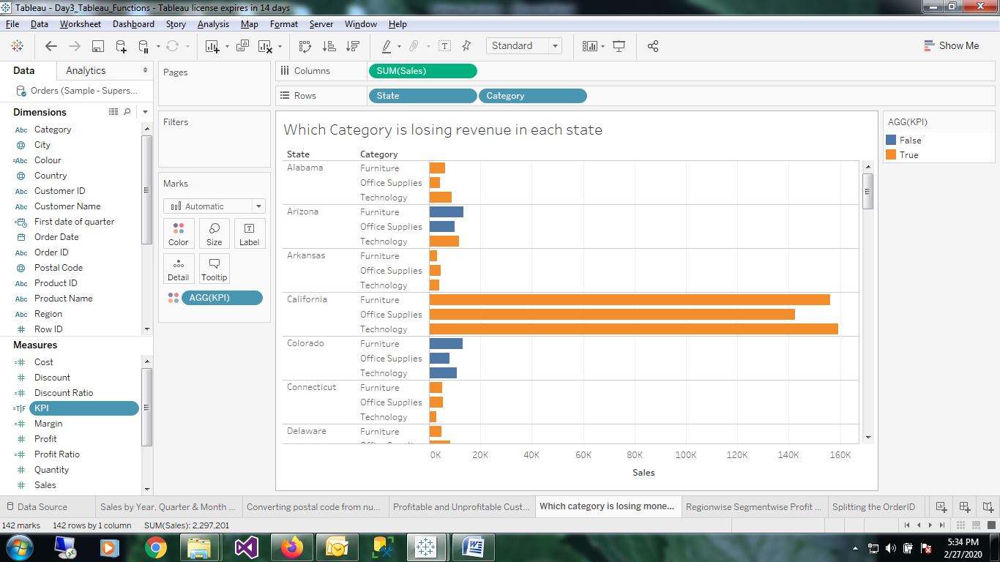 Tableau - Day3_Tableau_Functions - Tableau license expires in 14 days
File Data Worksheet Dashboard Story Analysis Map Format Server Window Help
Standard
Show Me
Data Analytics
Orders (Sample - Supers...
Dimensions
Abc Category
City
=Abc Colour
Country
Abc Customer ID
Abc Customer Name
First date of quarter
Order Date
Abc Order ID
Postal Code
Abc Product ID
Abc Product Name
Abc Region
# Row ID
Measures
=# Cost
# Discount
=# Discount Ratio
=T|F KPI
=# Margin
# Profit
=# Profit Ratio
# Quantity
# Sales
Pages
Filters
Marks
Automatic
Color Size Label
Detail Tooltip
AGG(KPI)
Columns SUM(Sales)
Rows State Category
Which Category is losing revenue in each state
State Category
Alabama Furniture
Office Supplies
Technology
Arizona Furniture
Office Supplies
Technology
Arkansas Furniture
Office Supplies
Technology
California Furniture
Office Supplies
Technology
Colorado Furniture
Office Supplies
Technology
Connecticut Furniture
Office Supplies
Technology
Delaware Furniture
0K 20K 40K 60K 80K 100K 120K 140K 160K
Sales
AGG(KPI)
False
True
Data Source Sales by Year, Quarter & Month ... Converting postal code from nu... Profitable and Unprofitable Cust... Which category is losing mone... Regionwise Segmentwise Profit ... Splitting the OrderID
142 marks 142 rows by 1 column SUM(Sales): 2,297,201
5:34 PM
2/27/2020